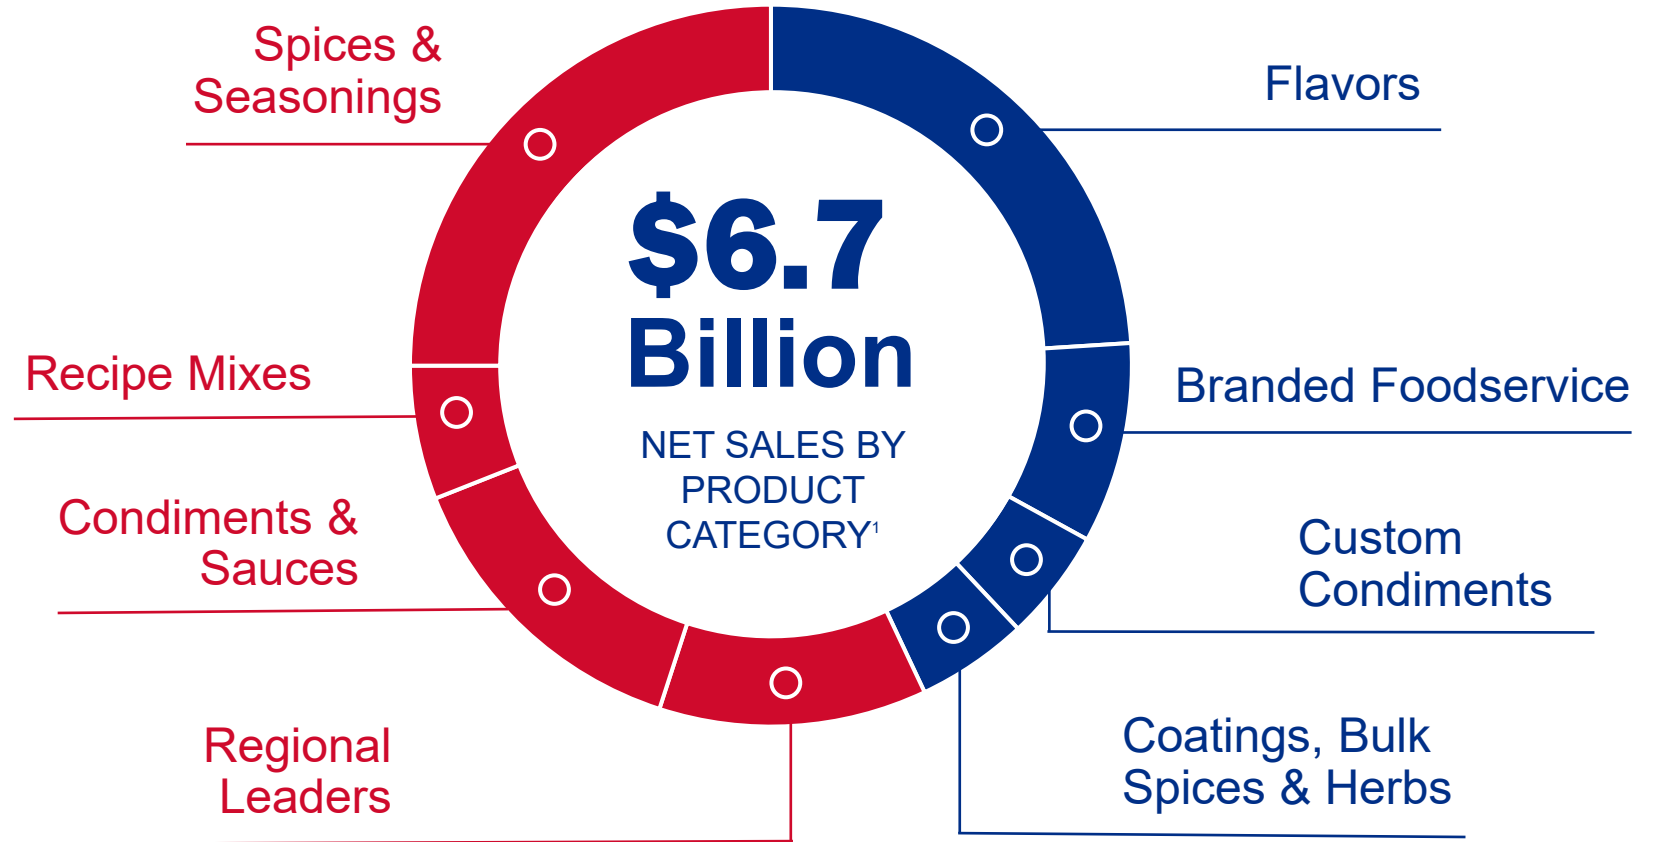 Spices &
Seasonings
Flavors
$6.7
Billion
NET SALES BY
PRODUCT
CATEGORY¹
Recipe Mixes
Branded Foodservice
Condiments &
Sauces
Custom
Condiments
Regional
Leaders
Coatings, Bulk
Spices & Herbs